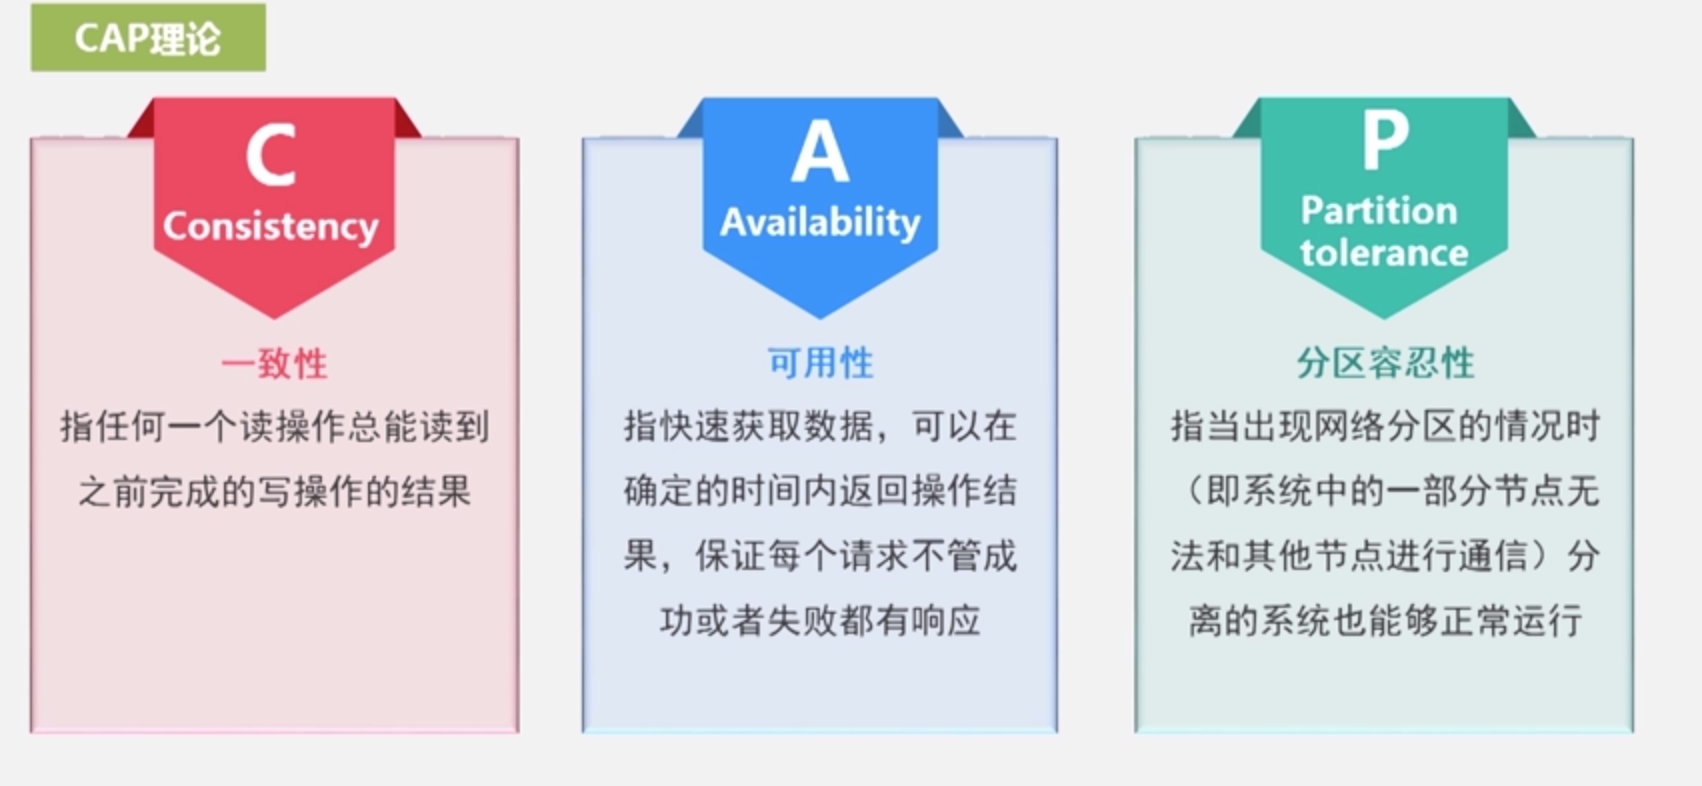 CAP理论
C
Consistency
一致性
指任何一个读操作总能读到
之前完成的写操作的结果
A
Availability
可用性
指快速获取数据，可以在
确定的时间内返回操作结
果，保证每个请求不管成
功或者失败都有响应
P
Partition
tolerance
分区容忍性
指当出现网络分区的情况时
（即系统中的一部分节点无
法和其他节点进行通信）分
离的系统也能够正常运行